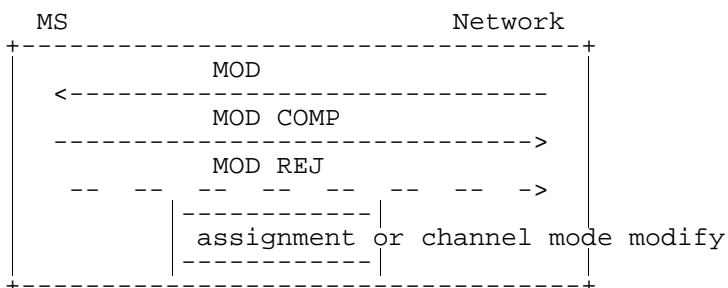 MS Network
MOD
MOD COMP
MOD REJ
assignment or channel mode modify